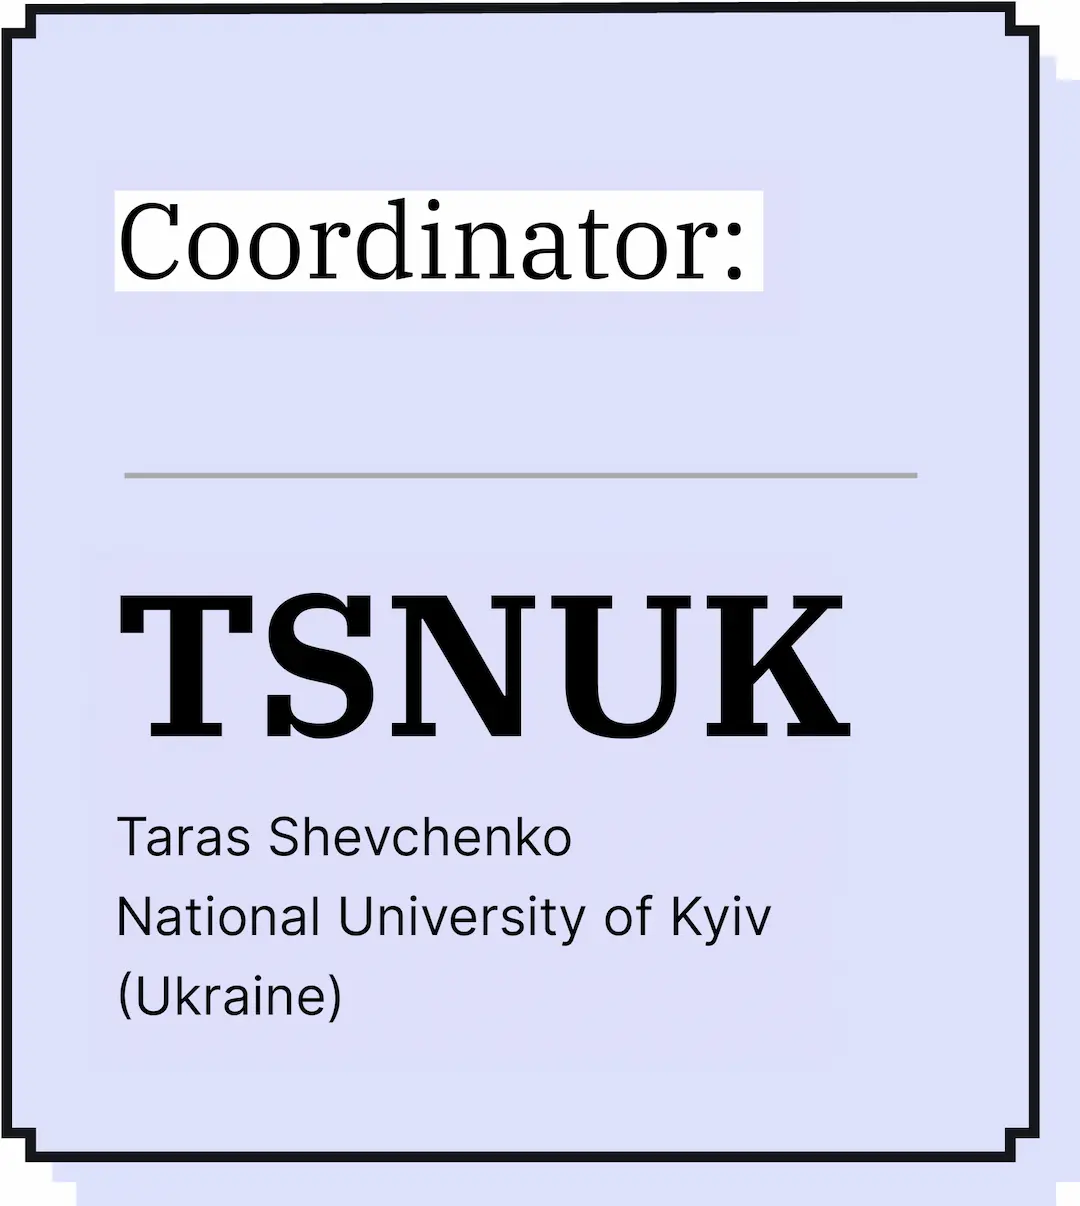 Coordinator:
TSNUK
Taras Shevchenko
National University of Kyiv
(Ukraine)